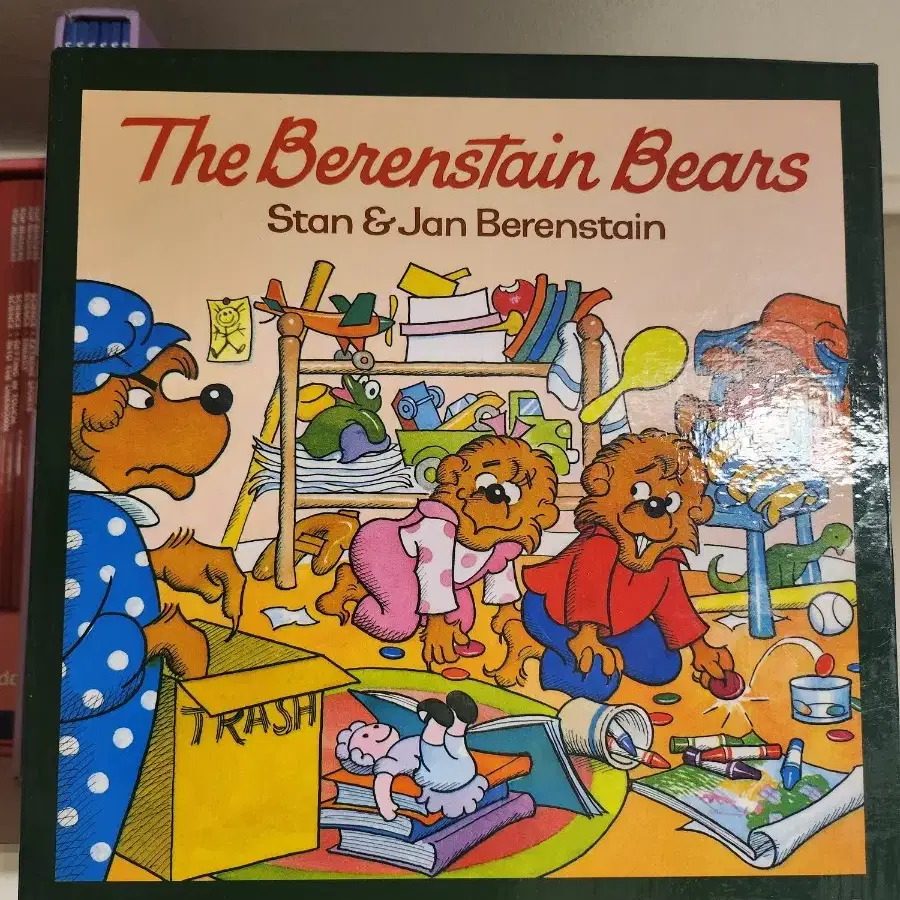 The Berenstain Bears
Stan & Jan Berenstain
TRASH